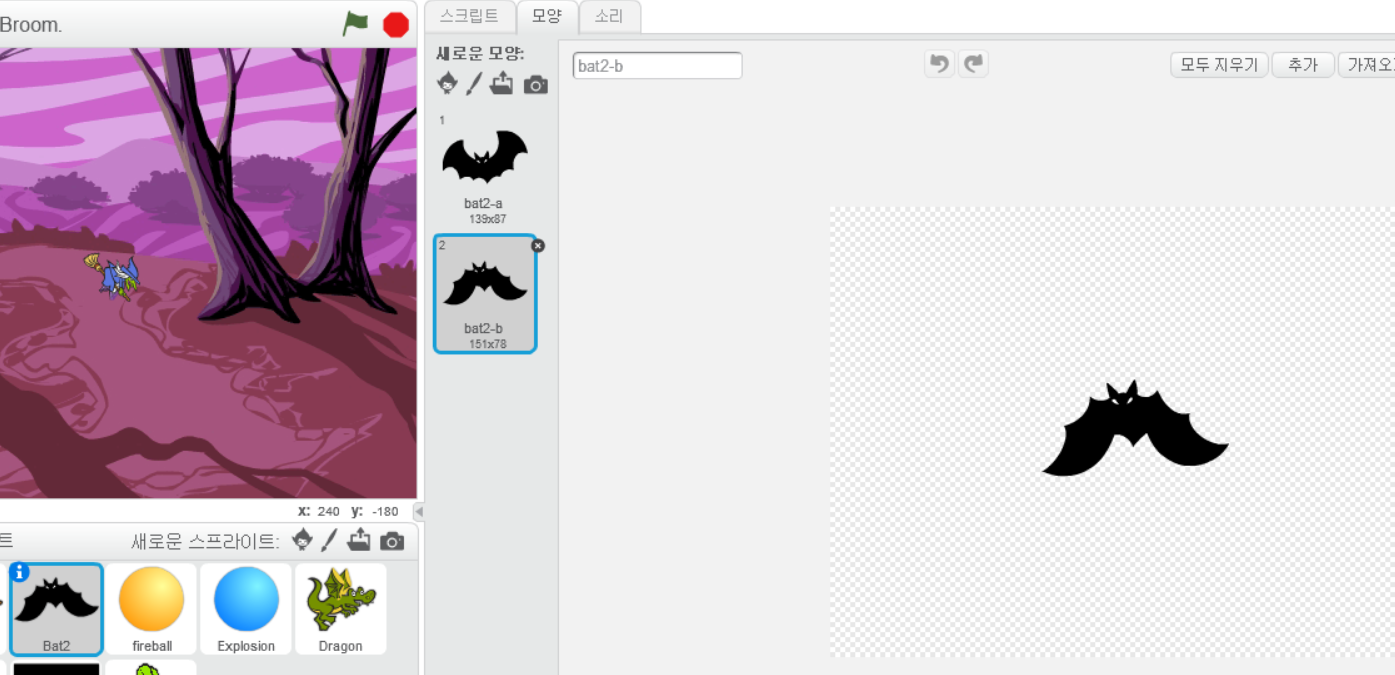 Broom.
스크립트 모양 소리
새로운 모양:
bat2-b
모두 지우기 추가 가져오기
1
bat2-a
139x87
2
bat2-b
151x78
x: 240 y: -180
트 새로운 스프라이트:
Bat2 fireball Explosion Dragon